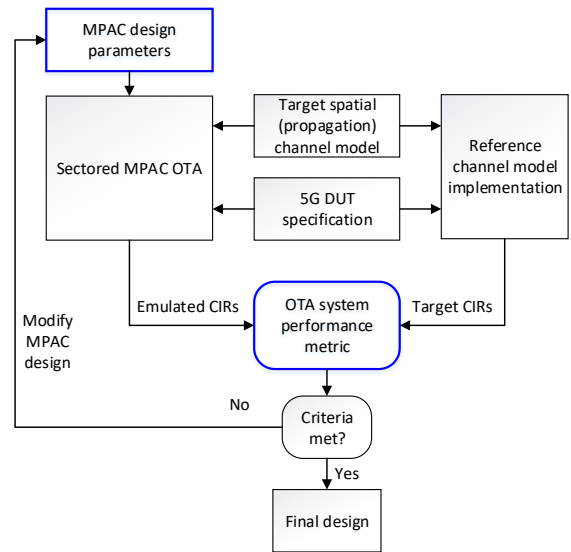 MPAC design
parameters
Target spatial
(propagation)
channel model
Sectored MPAC OTA
Reference
channel model
implementation
5G DUT
specification
Emulated CIRs
OTA system
performance
metric
Target CIRs
Modify
MPAC
design
No
Criteria
met?
Yes
Final design